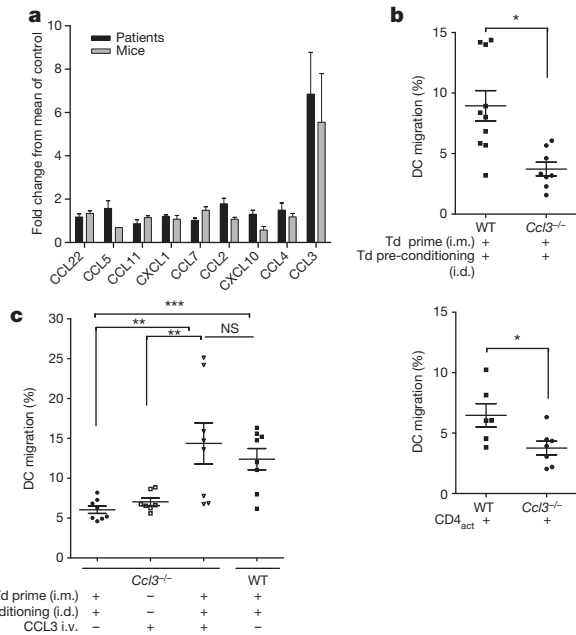 a
Patients
Mice
Fold change from mean of control
10
8
6
4
2
0
CCL22
CCL5
CCL11
CXCL1
CCL7
CCL2
CXCL10
CCL4
CCL3
b
*
DC migration (%)
15
10
5
0
WT Ccl3–/–
Td prime (i.m.) + +
Td pre-conditioning + +
(i.d.)
*
DC migration (%)
15
10
5
0
WT Ccl3–/–
CD4act + +
c
***
**
**
NS
DC migration (%)
30
25
20
15
10
5
0
Ccl3–/– WT
Td prime (i.m.) + – + +
ditioning (i.d.) + – + +
CCL3 i.v. – + + –